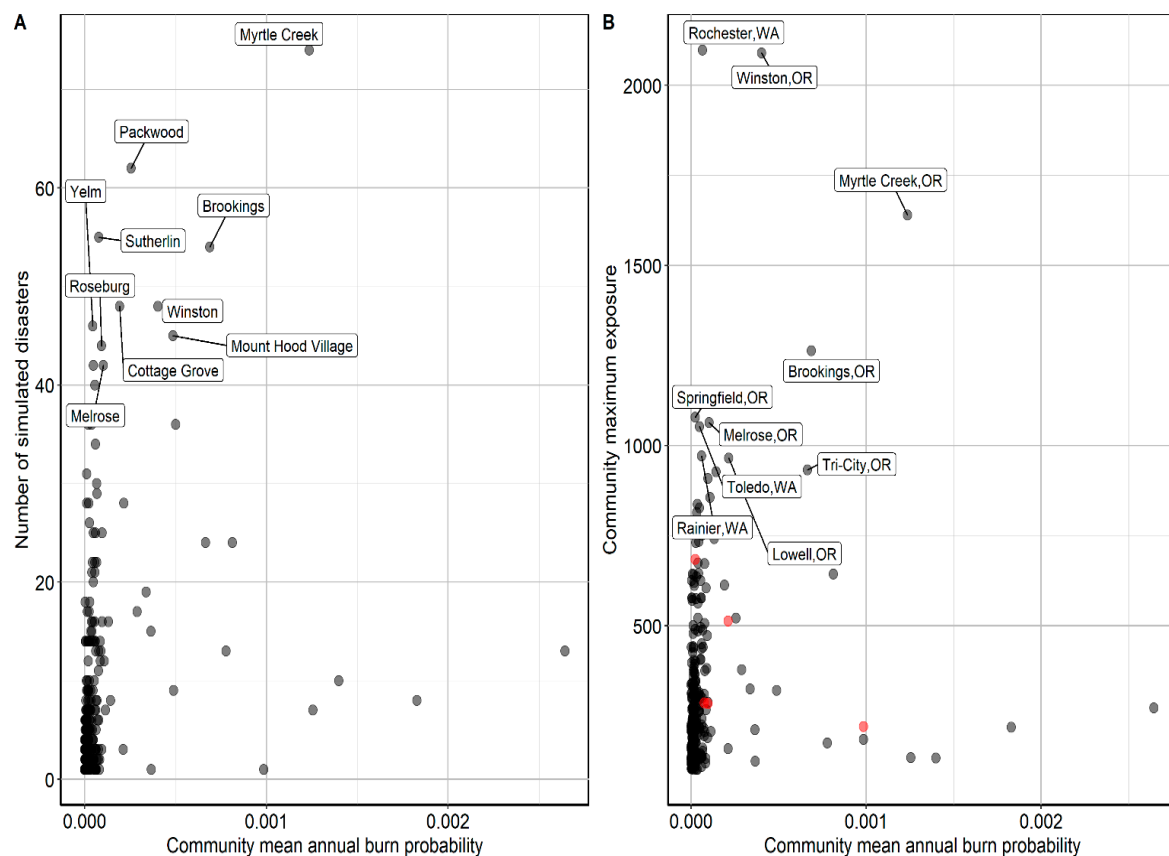 A
Myrtle Creek
Packwood
Yelm
Brookings
Sutherlin
Roseburg
Winston
Mount Hood Village
Cottage Grove
Melrose
60
40
20
0
0.000
0.001
0.002
Number of simulated disasters
Community mean annual burn probability
B
Rochester,WA
Winston,OR
Myrtle Creek,OR
Brookings,OR
Springfield,OR
Melrose,OR
Tri-City,OR
Toledo,WA
Rainier,WA
Lowell,OR
2000
1500
1000
500
0.000
0.001
0.002
Community maximum exposure
Community mean annual burn probability